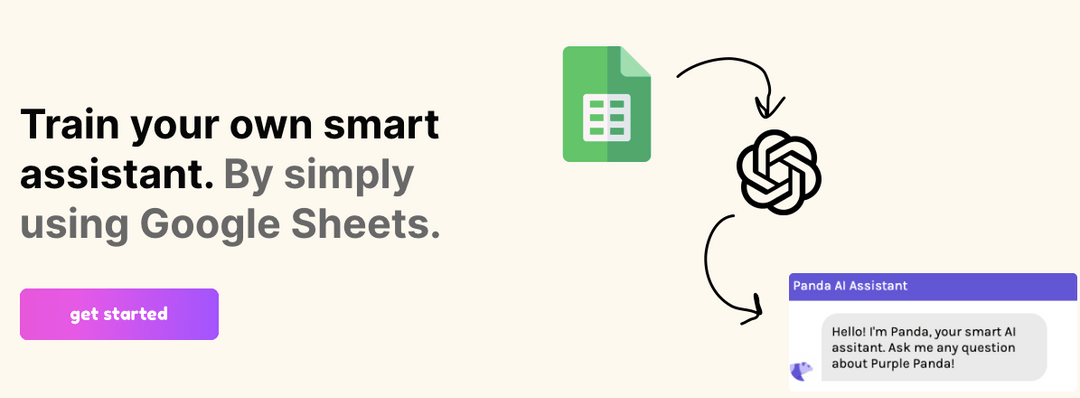 Train your own smart
assistant. By simply
using Google Sheets.
get started
Panda AI Assistant
Hello! I'm Panda, your smart AI
assitant. Ask me any question
about Purple Panda!